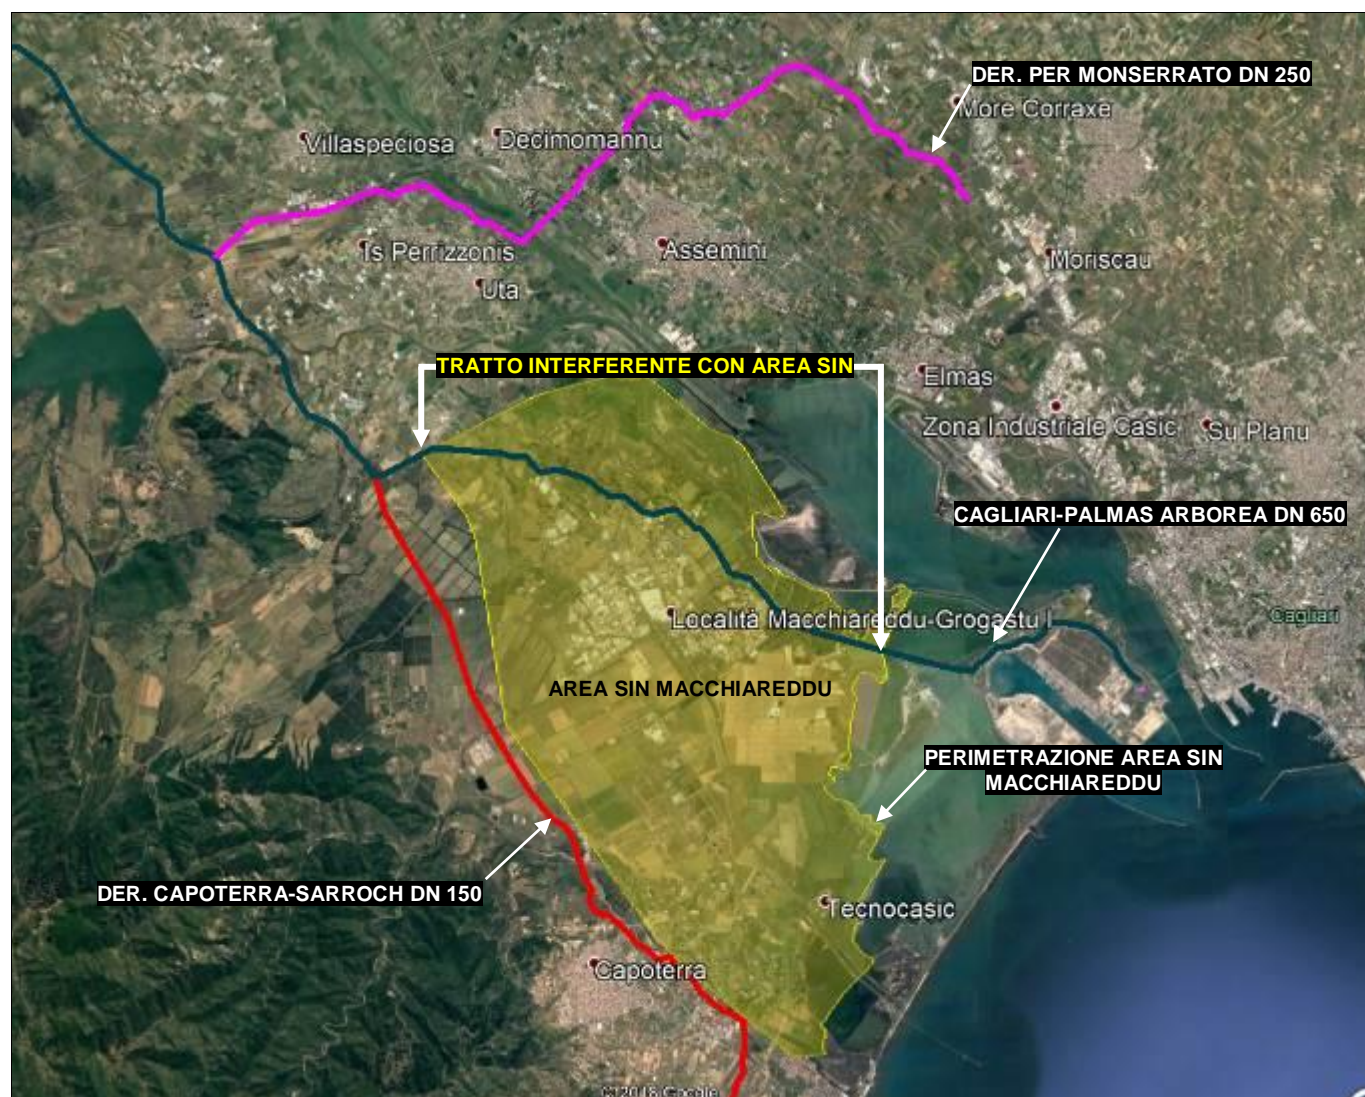 DER. PER MONSERRATO DN 250
More Corraxe
Villaspeciosa
Decimomannu
Is Perrizzonis
Assemini
Moriscau
Uta
TRATTO INTERFERENTE CON AREA SIN
Elmas
Zona Industriale Casic
Su Planu
CAGLIARI-PALMAS ARBOREA DN 650
Località Macchiareddu-Grogastu I
Cagliari
AREA SIN MACCHIAREDDU
PERIMETRAZIONE AREA SIN
MACCHIAREDDU
DER. CAPOTERRA-SARROCH DN 150
Tecnocasic
Capoterra
©2018 Google